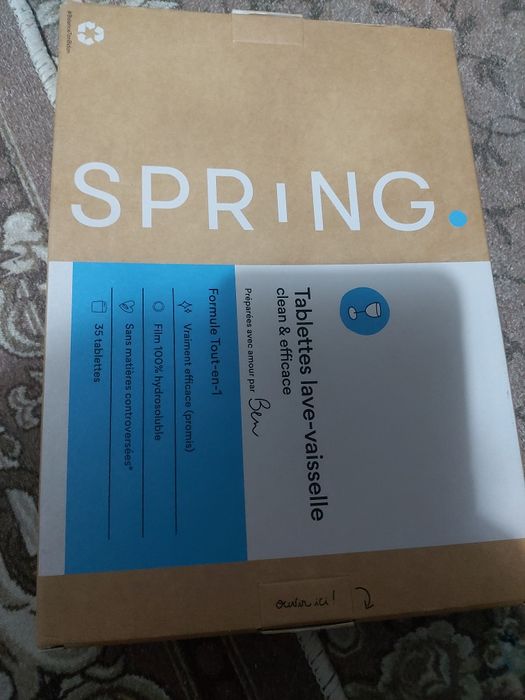 SPRING.
Tablettes lave-vaisselle
clean & efficace
Préparées avec amour par Ben
Formule Tout-en-1
Vraiment efficace (promis)
Film 100% hydrosoluble
Sans matières controversées*
35 tablettes
ouvrir ici !